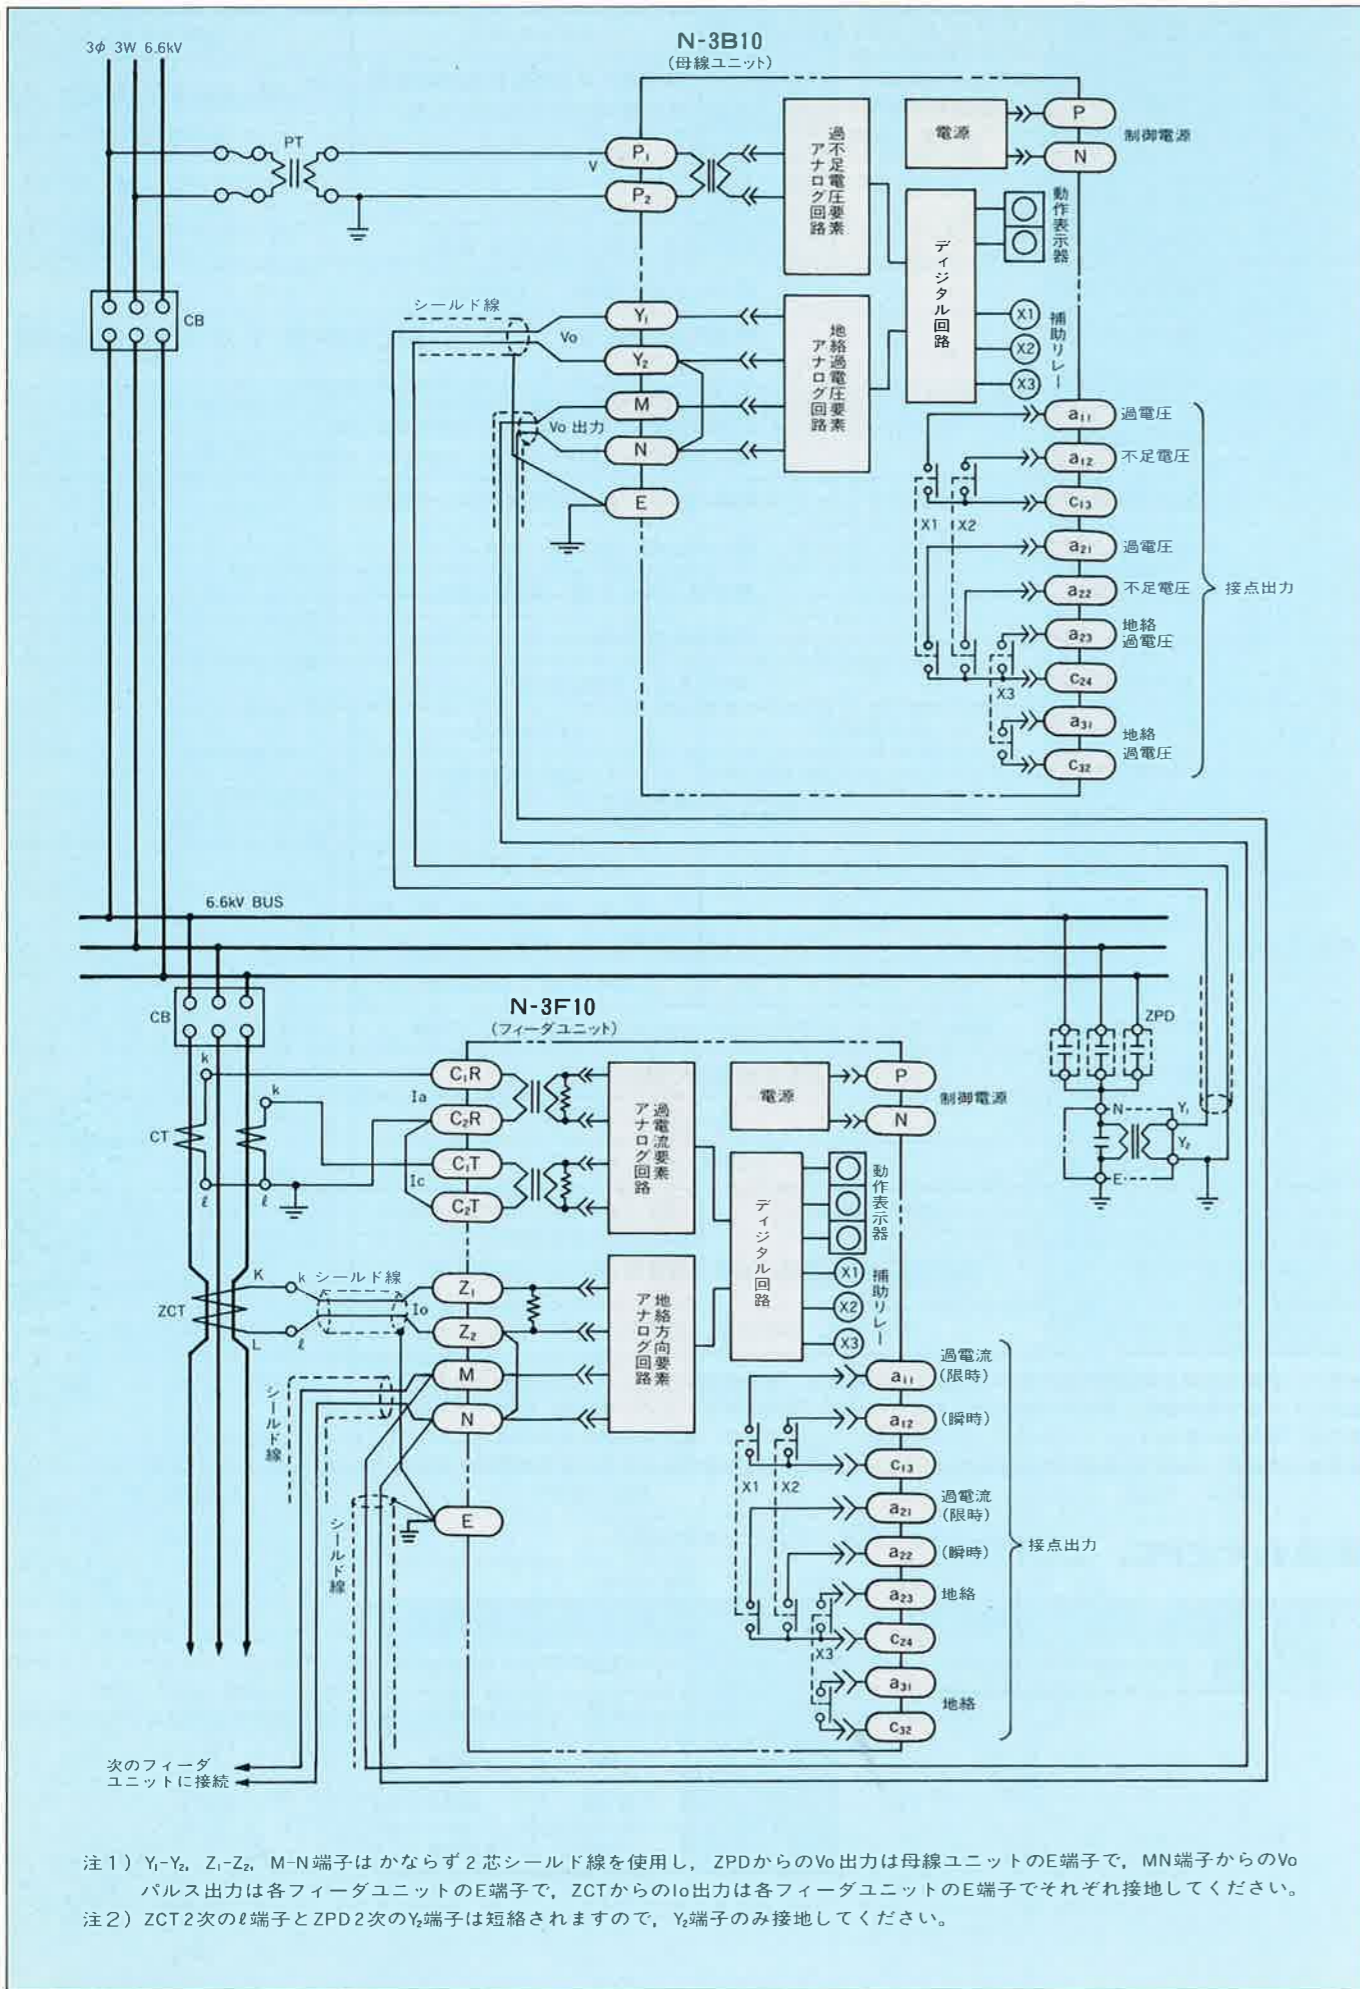 3φ 3W 6.6kV
N-3B10
(母線ユニット)
PT
V
P₁
P₂
過不足電圧要素
アナログ回路
電源
P
N
制御電源
動作表示器
ディジタル回路
CB
シールド線
Vo
Y₁
Y₂
M
Vo 出力
N
E
地絡過電圧要素
アナログ回路
X1
X2
X3
補助リレー
a₁₁
過電圧
a₁₂
不足電圧
c₁₃
X1
X2
a₂₁
過電圧
a₂₂
不足電圧
接点出力
a₂₃
地絡
過電圧
c₂₄
X3
a₃₁
地絡
過電圧
c₃₂
6.6kV BUS
CB
N-3F10
(フィーダユニット)
ZPD
k
k
CT
ℓ
ℓ
Ia
Ic
C₁R
C₂R
C₁T
C₂T
過電流要素
アナログ回路
電源
P
N
制御電源
N
Y₁
Y₂
E
動作表示器
ディジタル回路
X1
X2
X3
補助リレー
K
k
シールド線
Io
ZCT
L
ℓ
Z₁
Z₂
M
N
地絡方向要素
アナログ回路
シールド線
シールド線
E
a₁₁
過電流
(限時)
a₁₂
(瞬時)
c₁₃
X1
X2
a₂₁
過電流
(限時)
a₂₂
(瞬時)
接点出力
a₂₃
地絡
c₂₄
X3
a₃₁
地絡
c₃₂
次のフィーダ
ユニットに接続
注1) Y₁-Y₂, Z₁-Z₂, M-N端子はかならず2芯シールド線を使用し, ZPDからのVo出力は母線ユニットのE端子で, MN端子からのVo
パルス出力は各フィーダユニットのE端子で, ZCTからのIo出力は各フィーダユニットのE端子でそれぞれ接地してください。
注2) ZCT2次のℓ端子とZPD2次のY₂端子は短絡されますので, Y₂端子のみ接地してください。